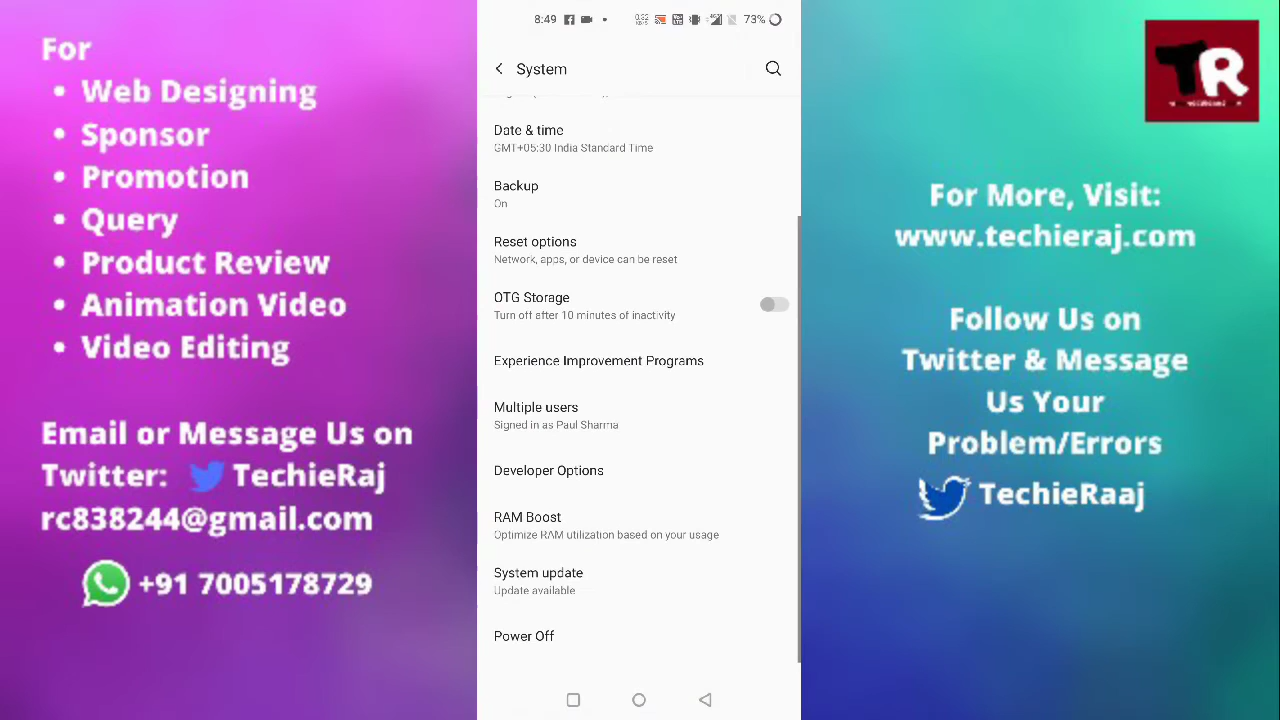 For
• Web Designing
• Sponsor
• Promotion
• Query
• Product Review
• Animation Video
• Video Editing
Email or Message Us on
Twitter: TechieRaj
rc838244@gmail.com
+91 7005178729
8:49
73%
System
Date & time
GMT+05:30 India Standard Time
Backup
On
Reset options
Network, apps, or device can be reset
OTG Storage
Turn off after 10 minutes of inactivity
Experience Improvement Programs
Multiple users
Signed in as Paul Sharma
Developer Options
RAM Boost
Optimize RAM utilization based on your usage
System update
Update available
Power Off
TR
For More, Visit:
www.techieraj.com
Follow Us on
Twitter & Message
Us Your
Problem/Errors
TechieRaaj